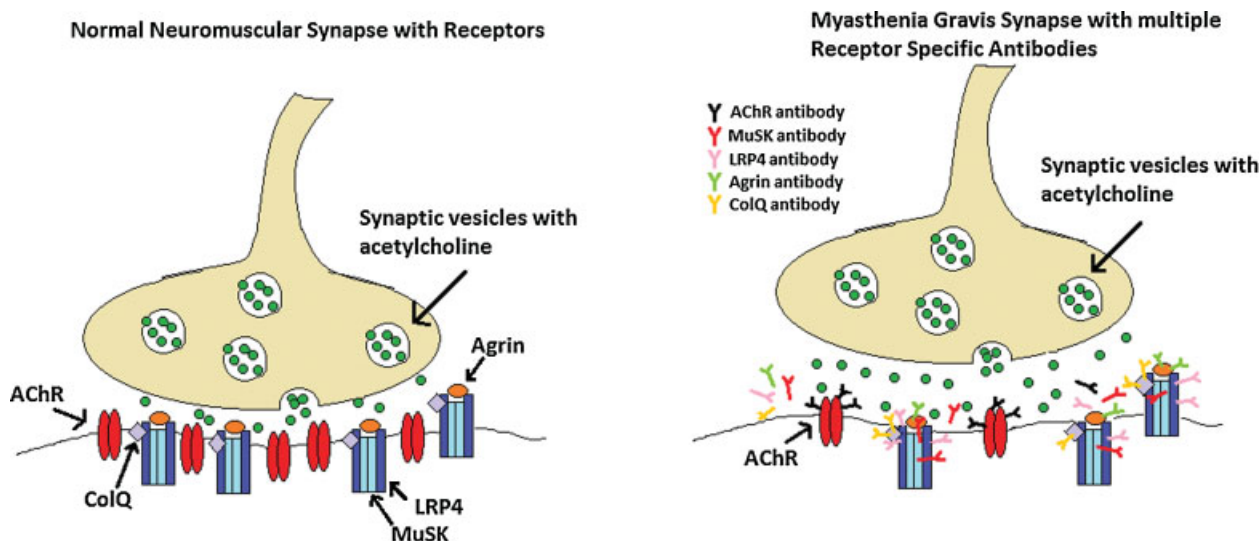 Normal Neuromuscular Synapse with Receptors
Synaptic vesicles with
acetylcholine
Agrin
AChR
ColQ
LRP4
MuSK
Myasthenia Gravis Synapse with multiple
Receptor Specific Antibodies
AChR antibody
MuSK antibody
LRP4 antibody
Agrin antibody
ColQ antibody
Synaptic vesicles with
acetylcholine
AChR